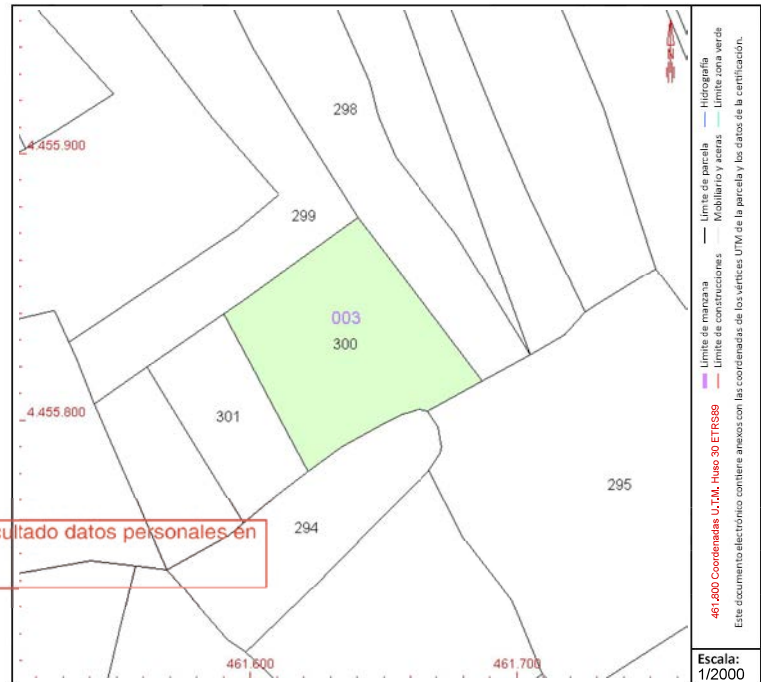 298
4.455.900
299
003
300
4.455.800
301
295
cultado datos personales en
294
461.600
461.700
Límite de manzana
Límite de parcela
Hidrografía
Límite de construcciones
Mobiliario y aceras
Límite zona verde
461.800 Coordenadas U.T.M. Huso 30 ETRS89
Este documento electrónico contiene anexos con las coordenadas de los vértices UTM de la parcela y los datos de la certificación.
Escala:
1/2000